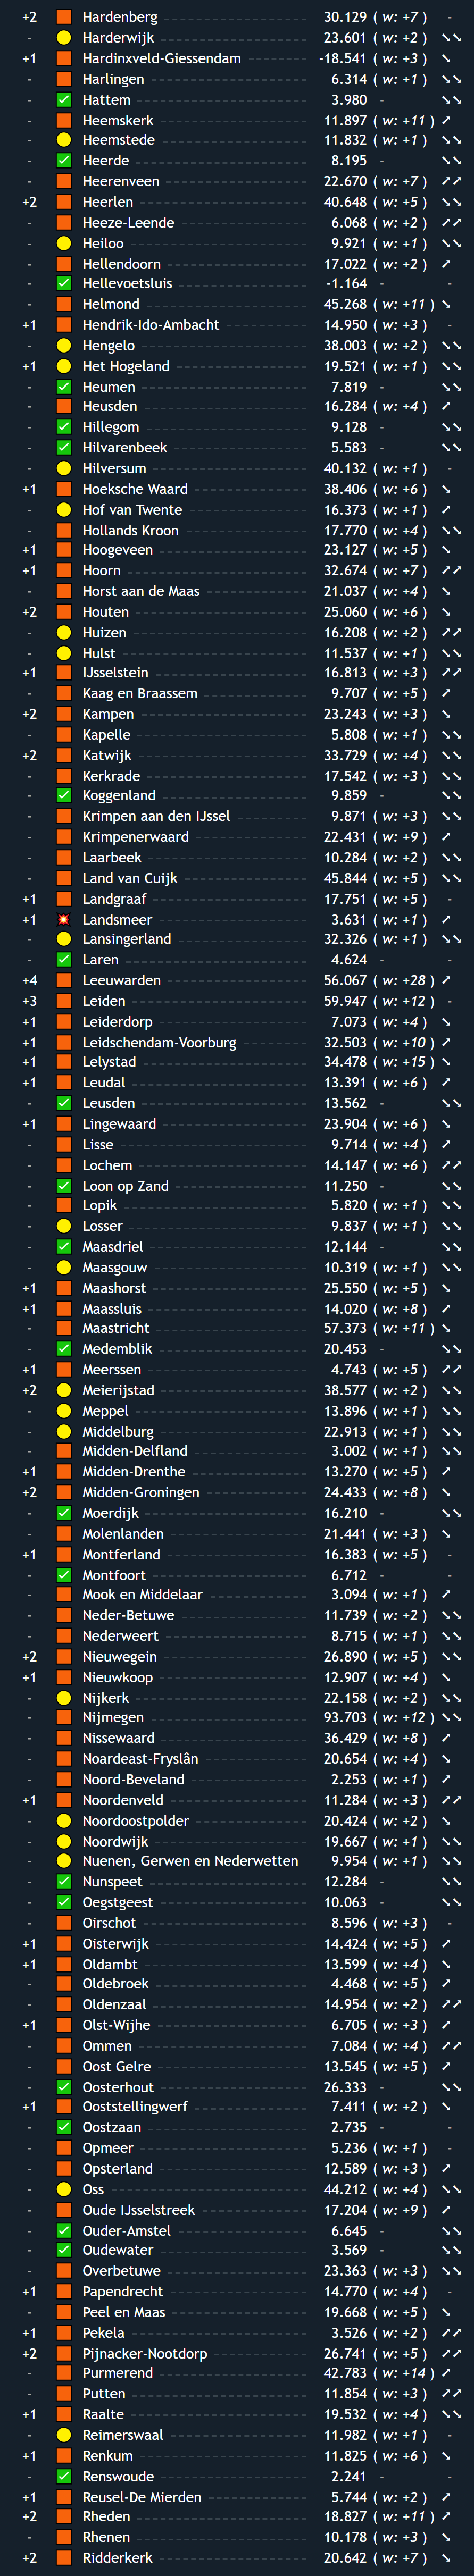 +2 Hardenberg 30.129 ( w: +7 ) -
- Harderwijk 23.601 ( w: +2 ) ↘↘
+1 Hardinxveld-Giessendam -18.541 ( w: +3 ) ↘
- Harlingen 6.314 ( w: +1 ) ↘↘
- Hattem 3.980 - ↘↘
- Heemskerk 11.897 ( w: +11 ) ↗
- Heemstede 11.832 ( w: +1 ) ↘↘
- Heerde 8.195 - ↘↘
- Heerenveen 22.670 ( w: +7 ) ↗↗
+2 Heerlen 40.648 ( w: +5 ) ↘↘
- Heeze-Leende 6.068 ( w: +2 ) ↗↗
- Heiloo 9.921 ( w: +1 ) ↘↘
- Hellendoorn 17.022 ( w: +2 ) ↗
- Hellevoetsluis -1.164 - -
- Helmond 45.268 ( w: +11 ) ↘
+1 Hendrik-Ido-Ambacht 14.950 ( w: +3 ) -
- Hengelo 38.003 ( w: +2 ) ↘↘
+1 Het Hogeland 19.521 ( w: +1 ) ↘↘
- Heumen 7.819 - ↘↘
- Heusden 16.284 ( w: +4 ) ↗
- Hillegom 9.128 - ↘↘
- Hilvarenbeek 5.583 - ↘↘
- Hilversum 40.132 ( w: +1 ) -
+1 Hoeksche Waard 38.406 ( w: +6 ) ↘
- Hof van Twente 16.373 ( w: +1 ) ↗
- Hollands Kroon 17.770 ( w: +4 ) ↘↘
+1 Hoogeveen 23.127 ( w: +5 ) ↘
+1 Hoorn 32.674 ( w: +7 ) ↗↗
- Horst aan de Maas 21.037 ( w: +4 ) ↘
+2 Houten 25.060 ( w: +6 ) ↘
- Huizen 16.208 ( w: +2 ) ↗↗
- Hulst 11.537 ( w: +1 ) ↘↘
+1 IJsselstein 16.813 ( w: +3 ) ↗↗
- Kaag en Braassem 9.707 ( w: +5 ) ↗
+2 Kampen 23.243 ( w: +3 ) ↘
- Kapelle 5.808 ( w: +1 ) ↘↘
+2 Katwijk 33.729 ( w: +4 ) ↘↘
- Kerkrade 17.542 ( w: +3 ) ↘↘
- Koggenland 9.859 - ↘↘
- Krimpen aan den IJssel 9.871 ( w: +3 ) ↘↘
- Krimpenerwaard 22.431 ( w: +9 ) ↗
- Laarbeek 10.284 ( w: +2 ) ↘↘
- Land van Cuijk 45.844 ( w: +5 ) ↘↘
+1 Landgraaf 17.751 ( w: +5 ) -
+1 Landsmeer 3.631 ( w: +1 ) ↗
- Lansingerland 32.326 ( w: +1 ) ↘↘
- Laren 4.624 - -
+4 Leeuwarden 56.067 ( w: +28 ) ↗
+3 Leiden 59.947 ( w: +12 ) -
+1 Leiderdorp 7.073 ( w: +4 ) ↘
+1 Leidschendam-Voorburg 32.503 ( w: +10 ) ↗
+1 Lelystad 34.478 ( w: +15 ) ↘
+1 Leudal 13.391 ( w: +6 ) ↗
- Leusden 13.562 - ↘↘
+1 Lingewaard 23.904 ( w: +6 ) ↘
- Lisse 9.714 ( w: +4 ) ↗
- Lochem 14.147 ( w: +6 ) ↗↗
- Loon op Zand 11.250 - ↘↘
- Lopik 5.820 ( w: +1 ) ↘↘
- Losser 9.837 ( w: +1 ) ↘↘
- Maasdriel 12.144 - ↘↘
- Maasgouw 10.319 ( w: +1 ) ↘↘
+1 Maashorst 25.550 ( w: +5 ) ↘
+1 Maassluis 14.020 ( w: +8 ) ↗
- Maastricht 57.373 ( w: +11 ) ↘
- Medemblik 20.453 - ↘↘
+1 Meerssen 4.743 ( w: +5 ) ↗↗
+2 Meierijstad 38.577 ( w: +2 ) ↘↘
- Meppel 13.896 ( w: +1 ) ↘↘
- Middelburg 22.913 ( w: +1 ) ↘↘
- Midden-Delfland 3.002 ( w: +1 ) ↘↘
+1 Midden-Drenthe 13.270 ( w: +5 ) ↗
+2 Midden-Groningen 24.433 ( w: +8 ) ↘
- Moerdijk 16.210 - ↘↘
- Molenlanden 21.441 ( w: +3 ) ↘
+1 Montferland 16.383 ( w: +5 ) -
- Montfoort 6.712 - -
- Mook en Middelaar 3.094 ( w: +1 ) ↗
- Neder-Betuwe 11.739 ( w: +2 ) ↘↘
- Nederweert 8.715 ( w: +1 ) ↘↘
+2 Nieuwegein 26.890 ( w: +5 ) ↘↘
+1 Nieuwkoop 12.907 ( w: +4 ) ↘
- Nijkerk 22.158 ( w: +2 ) ↘↘
- Nijmegen 93.703 ( w: +12 ) ↘↘
- Nissewaard 36.429 ( w: +8 ) ↗
- Noardeast-Fryslân 20.654 ( w: +4 ) ↘
- Noord-Beveland 2.253 ( w: +1 ) ↗
+1 Noordenveld 11.284 ( w: +3 ) ↗↗
- Noordoostpolder 20.424 ( w: +2 ) ↘
- Noordwijk 19.667 ( w: +1 ) ↘↘
- Nuenen, Gerwen en Nederwetten 9.954 ( w: +1 ) ↘↘
- Nunspeet 12.284 - ↘↘
- Oegstgeest 10.063 - ↘↘
- Oirschot 8.596 ( w: +3 ) -
+1 Oisterwijk 14.424 ( w: +5 ) ↗
+1 Oldambt 13.599 ( w: +4 ) ↘
- Oldebroek 4.468 ( w: +5 ) ↗
- Oldenzaal 14.954 ( w: +2 ) ↗↗
+1 Olst-Wijhe 6.705 ( w: +3 ) ↗
- Ommen 7.084 ( w: +4 ) ↗↗
- Oost Gelre 13.545 ( w: +5 ) ↗
- Oosterhout 26.333 - ↘↘
+1 Ooststellingwerf 7.411 ( w: +2 ) ↘
- Oostzaan 2.735 - -
- Opmeer 5.236 ( w: +1 ) -
- Opsterland 12.589 ( w: +3 ) ↗
- Oss 44.212 ( w: +4 ) ↘↘
- Oude IJsselstreek 17.204 ( w: +9 ) ↗
- Ouder-Amstel 6.645 - ↘↘
- Oudewater 3.569 - ↘↘
- Overbetuwe 23.363 ( w: +3 ) ↘↘
+1 Papendrecht 14.770 ( w: +4 ) -
- Peel en Maas 19.668 ( w: +5 ) ↘
+1 Pekela 3.526 ( w: +2 ) ↗↗
+2 Pijnacker-Nootdorp 26.741 ( w: +5 ) ↗↗
- Purmerend 42.783 ( w: +14 ) ↗
- Putten 11.854 ( w: +3 ) ↗↗
+1 Raalte 19.532 ( w: +4 ) ↘↘
- Reimerswaal 11.982 ( w: +1 ) -
+1 Renkum 11.825 ( w: +6 ) ↘
- Renswoude 2.241 - -
+1 Reusel-De Mierden 5.744 ( w: +2 ) ↗
+2 Rheden 18.827 ( w: +11 ) ↗
- Rhenen 10.178 ( w: +3 ) ↗
+2 Ridderkerk 20.642 ( w: +7 ) ↘